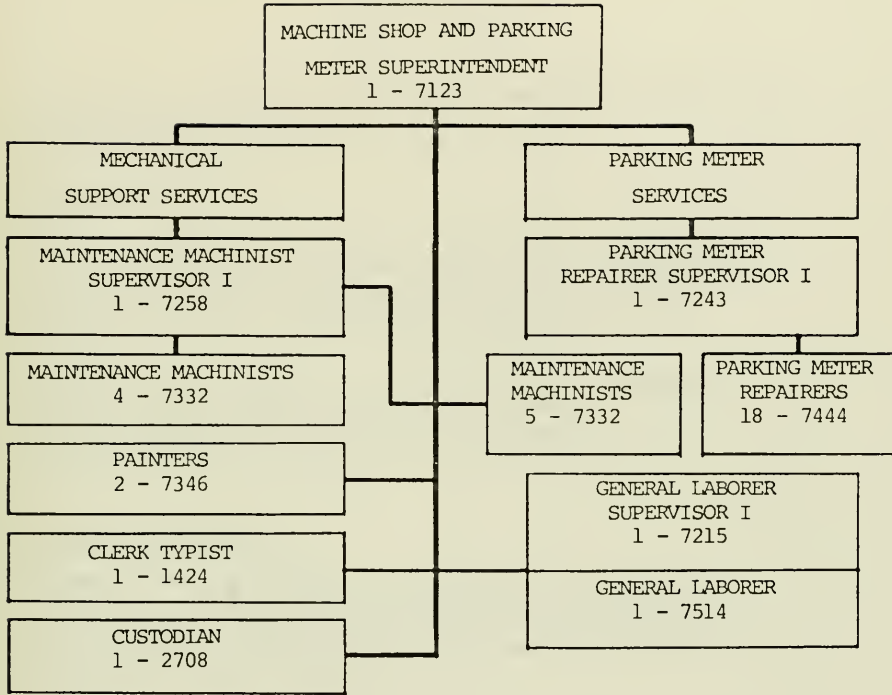 MACHINE SHOP AND PARKING
METER SUPERINTENDENT
1 - 7123
MECHANICAL
SUPPORT SERVICES
PARKING METER
SERVICES
MAINTENANCE MACHINIST
SUPERVISOR I
1 - 7258
PARKING METER
REPAIRER SUPERVISOR I
1 - 7243
MAINTENANCE MACHINISTS
4 - 7332
MAINTENANCE
MACHINISTS
5 - 7332
PARKING METER
REPAIRERS
18 - 7444
PAINTERS
2 - 7346
GENERAL LABORER
SUPERVISOR I
1 - 7215
CLERK TYPIST
1 - 1424
GENERAL LABORER
1 - 7514
CUSTODIAN
1 - 2708